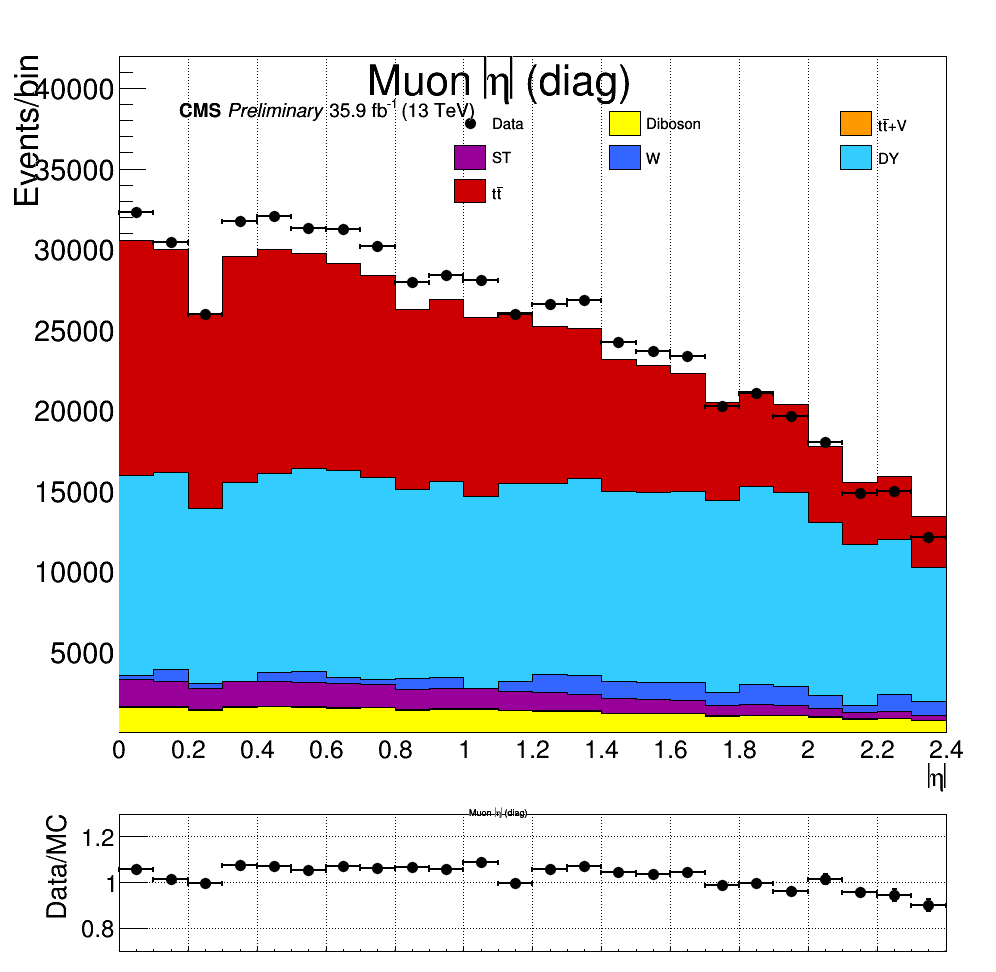 Muon |η| (diag)
CMS Preliminary 35.9 fb⁻¹ (13 TeV)
Data
Diboson
tt̄+V
ST
W
DY
tt̄
Events/bin
40000
35000
30000
25000
20000
15000
10000
5000
0 0.2 0.4 0.6 0.8 1 1.2 1.4 1.6 1.8 2 2.2 2.4
|η|
Muon |η| (diag)
Data/MC
1.2
1
0.8